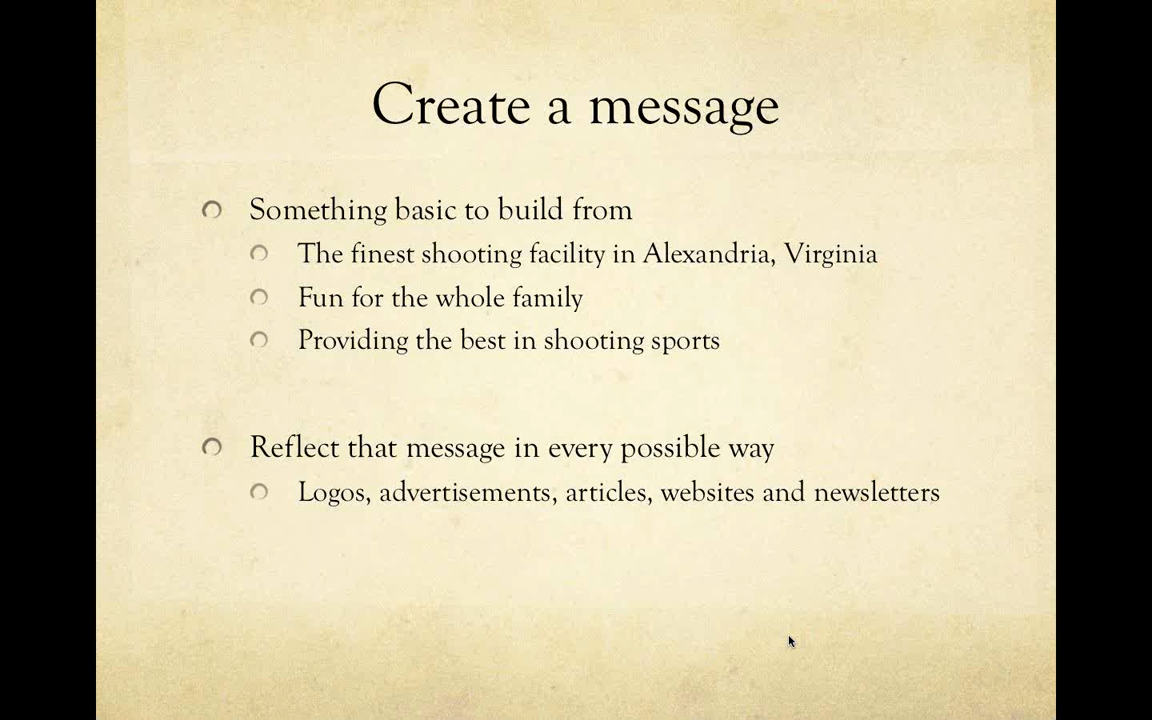 Create a message
Something basic to build from
The finest shooting facility in Alexandria, Virginia
Fun for the whole family
Providing the best in shooting sports
Reflect that message in every possible way
Logos, advertisements, articles, websites and newsletters